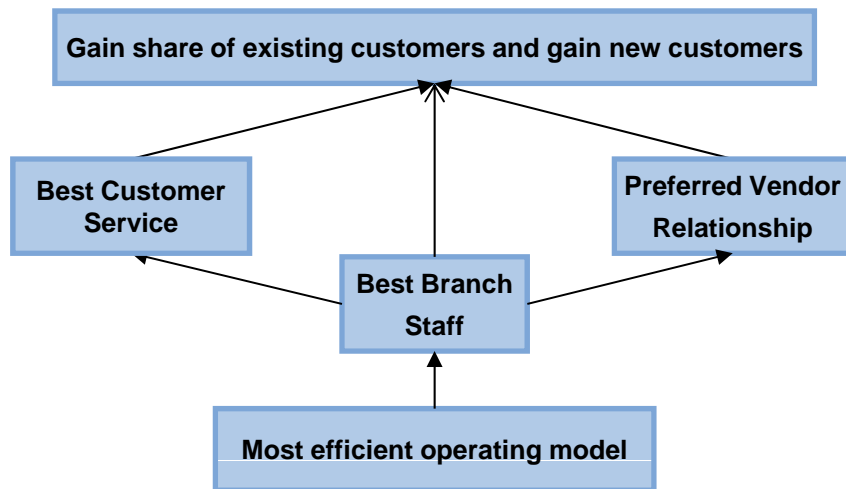 Gain share of existing customers and gain new customers
Best Customer
Service
Preferred Vendor
Relationship
Best Branch
Staff
Most efficient operating model